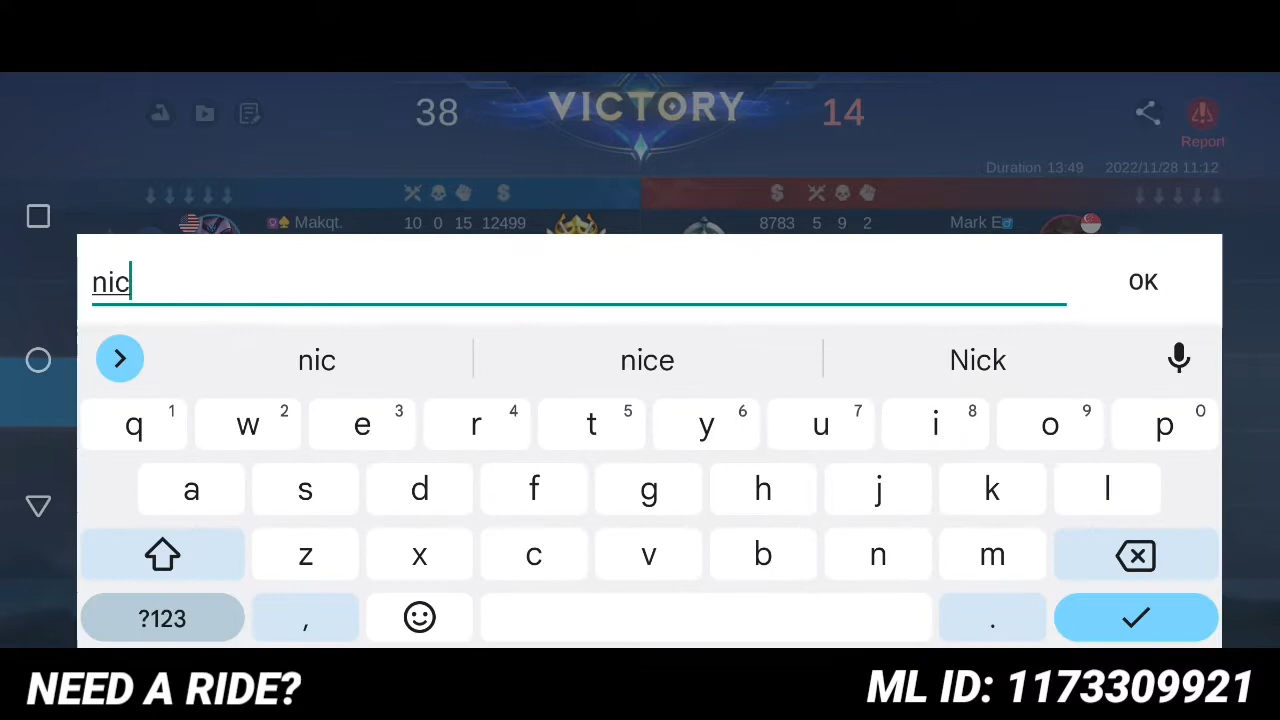 38 VICTORY 14
Report
Duration 13:49 2022/11/28 11:12
Makqt. 10 0 15 12499 8783 5 9 2 Mark E
nic OK
nic nice Nick
q 1 w 2 e 3 r 4 t 5 y 6 u 7 i 8 o 9 p 0
a s d f g h j k l
z x c v b n m
?123 , .
NEED A RIDE? ML ID: 1173309921